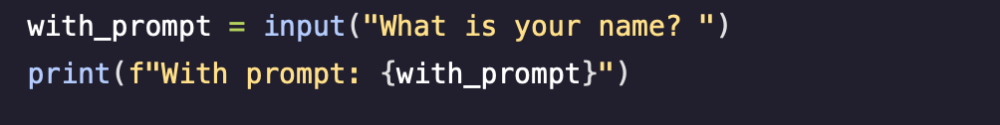 with_prompt = input("What is your name? ")
print(f"With prompt: {with_prompt}")